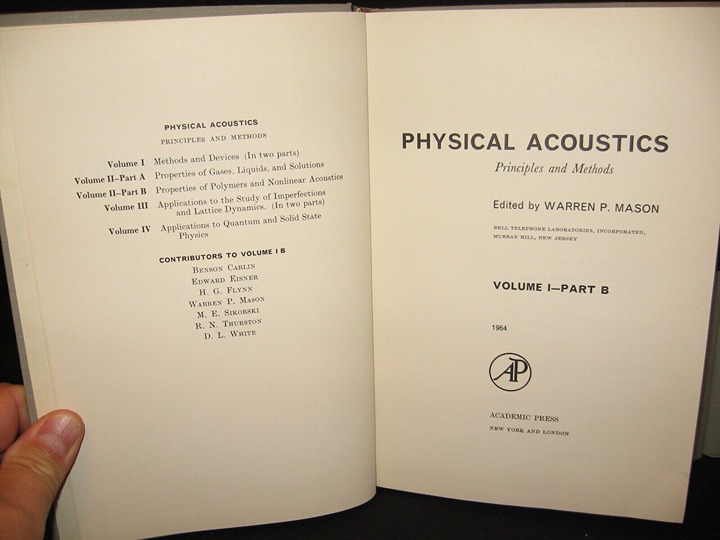 PHYSICAL ACOUSTICS
PRINCIPLES AND METHODS
Volume I Methods and Devices (In two parts)
Volume II—Part A Properties of Gases, Liquids, and Solutions
Volume II—Part B Properties of Polymers and Nonlinear Acoustics
Volume III Applications to the Study of Imperfections
and Lattice Dynamics. (In two parts)
Volume IV Applications to Quantum and Solid State
Physics
CONTRIBUTORS TO VOLUME I B
BENSON CARLIN
EDWARD EISNER
H. G. FLYNN
WARREN P. MASON
M. E. SIKORSKI
R. N. THURSTON
D. L. WHITE
PHYSICAL ACOUSTICS
Principles and Methods
Edited by WARREN P. MASON
BELL TELEPHONE LABORATORIES, INCORPORATED,
MURRAY HILL, NEW JERSEY
VOLUME I—PART B
1964
AP
ACADEMIC PRESS
NEW YORK AND LONDON